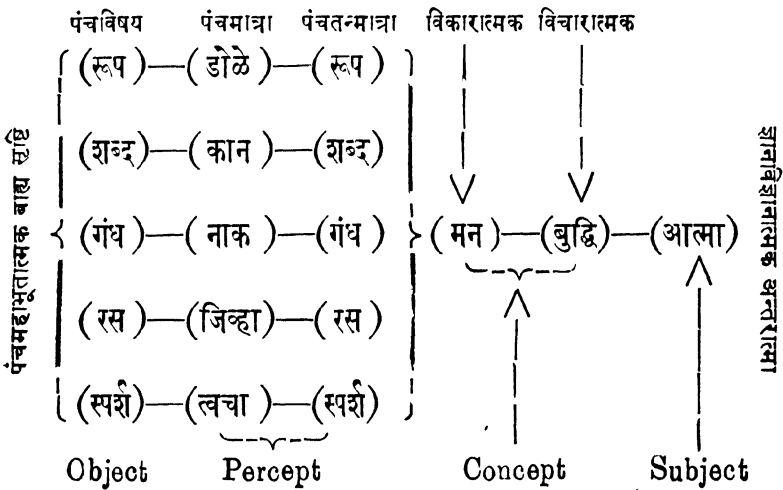 पंचविषय पंचमात्रा पंचतन्मात्रा विकारात्मक विचारात्मक
पंचमहाभूतात्मक बाह्य सृष्टि
(रूप)—(डोळे)—(रूप)
(शब्द)—(कान)—(शब्द)
(गंध)—(नाक)—(गंध) (मन)—(बुद्धि)—(आत्मा)
(रस)—(जिव्हा)—(रस)
(स्पर्श)—(त्वचा)—(स्पर्श)
ज्ञानविज्ञानात्मक अन्तरात्मा
Object Percept Concept Subject